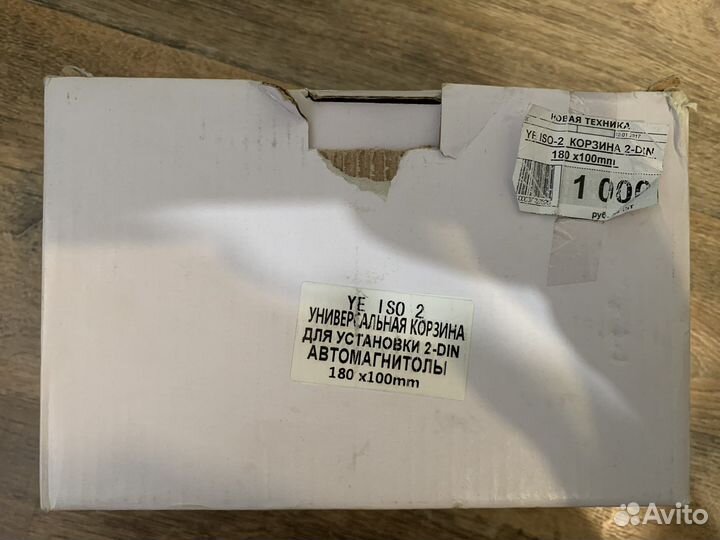 НОВАЯ ТЕХНИКА
YE ISO-2 КОРЗИНА 2-DIN
180 x100mm
1 000
руб.
YE ISO 2
УНИВЕРСАЛЬНАЯ КОРЗИНА
ДЛЯ УСТАНОВКИ 2-DIN
АВТОМАГНИТОЛЫ
180 x100mm
Avito